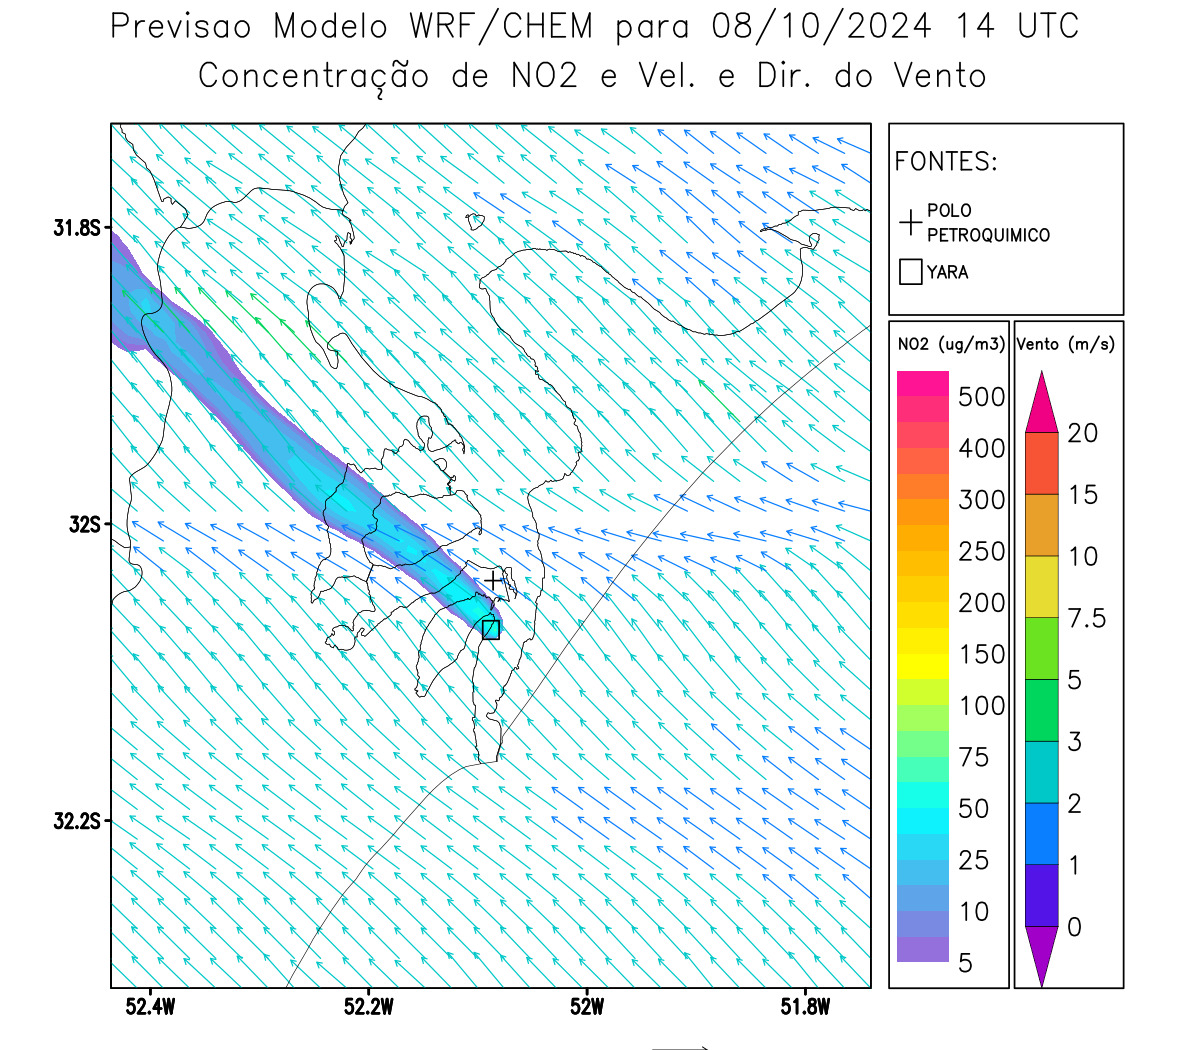 Previsao Modelo WRF/CHEM para 08/10/2024 14 UTC
Concentração de NO2 e Vel. e Dir. do Vento
FONTES:
POLO
PETROQUIMICO
YARA
NO2 (ug/m3)
500
400
300
250
200
150
100
75
50
25
10
5
Vento (m/s)
20
15
10
7.5
5
3
2
1
0
31.8S
32S
32.2S
52.4W
52.2W
52W
51.8W